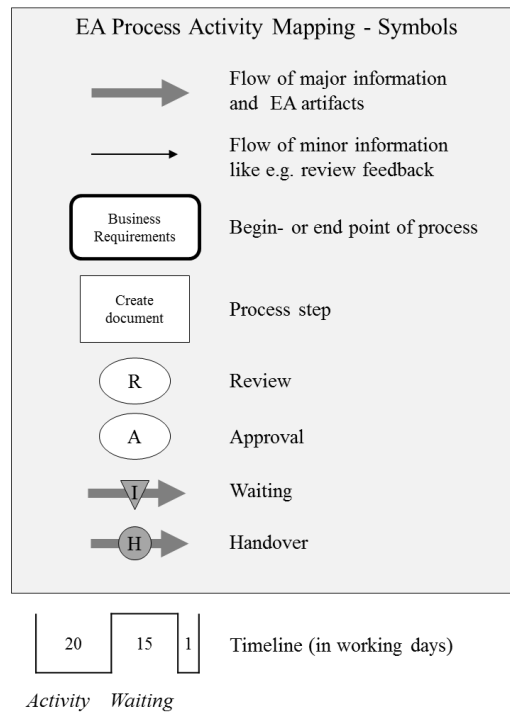 EA Process Activity Mapping - Symbols
Flow of major information
and EA artifacts
Flow of minor information
like e.g. review feedback
Business
Requirements
Begin- or end point of process
Create
document
Process step
R
Review
A
Approval
I
Waiting
H
Handover
20 15 1
Timeline (in working days)
Activity Waiting